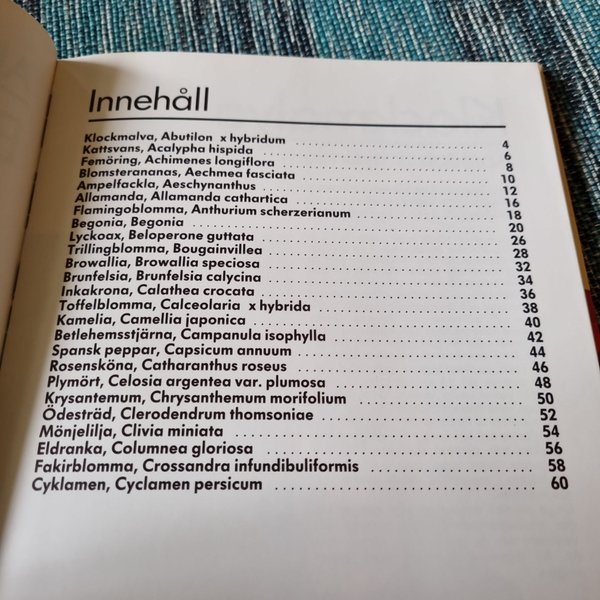 Innehåll
Klockmalva, Abutilon x hybridum 4
Kattsvans, Acalypha hispida 6
Femöring, Achimenes longiflora 8
Blomsterananas, Aechmea fasciata 10
Ampelfackla, Aeschynanthus 12
Allamanda, Allamanda cathartica 16
Flamingoblomma, Anthurium scherzerianum 18
Begonia, Begonia 20
Lyckoax, Beloperone guttata 26
Trillingblomma, Bougainvillea 28
Browallia, Browallia speciosa 32
Brunfelsia, Brunfelsia calycina 34
Inkakrona, Calathea crocata 36
Toffelblomma, Calceolaria x hybrida 38
Kamelia, Camellia japonica 40
Betlehemsstjärna, Campanula isophylla 42
Spansk peppar, Capsicum annuum 44
Rosensköna, Catharanthus roseus 46
Plymört, Celosia argentea var. plumosa 48
Krysantemum, Chrysanthemum morifolium 50
Ödesträd, Clerodendrum thomsoniae 52
Mönjelilja, Clivia miniata 54
Eldranka, Columnea gloriosa 56
Fakirblomma, Crossandra infundibuliformis 58
Cyklamen, Cyclamen persicum 60